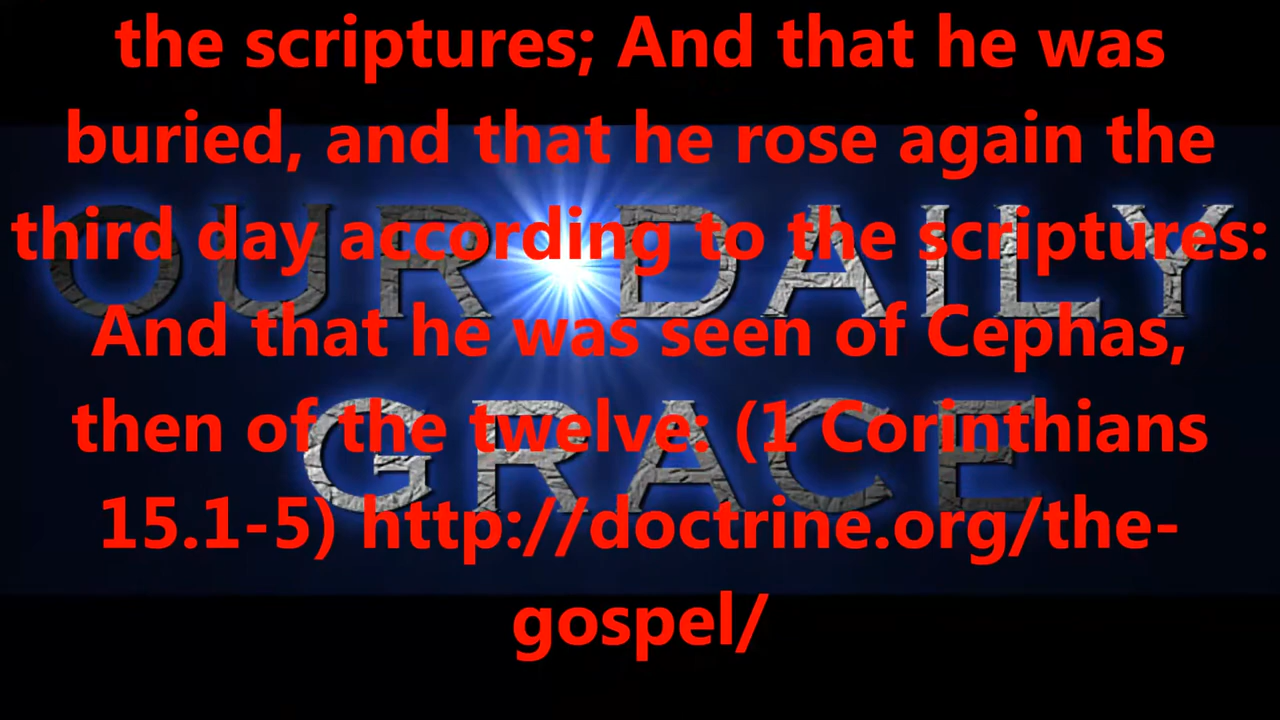 the scriptures; And that he was
buried, and that he rose again the
third day according to the scriptures:
And that he was seen of Cephas,
then of the twelve: (1 Corinthians
15.1-5) http://doctrine.org/the-
gospel/
OUR DAILY
GRACE